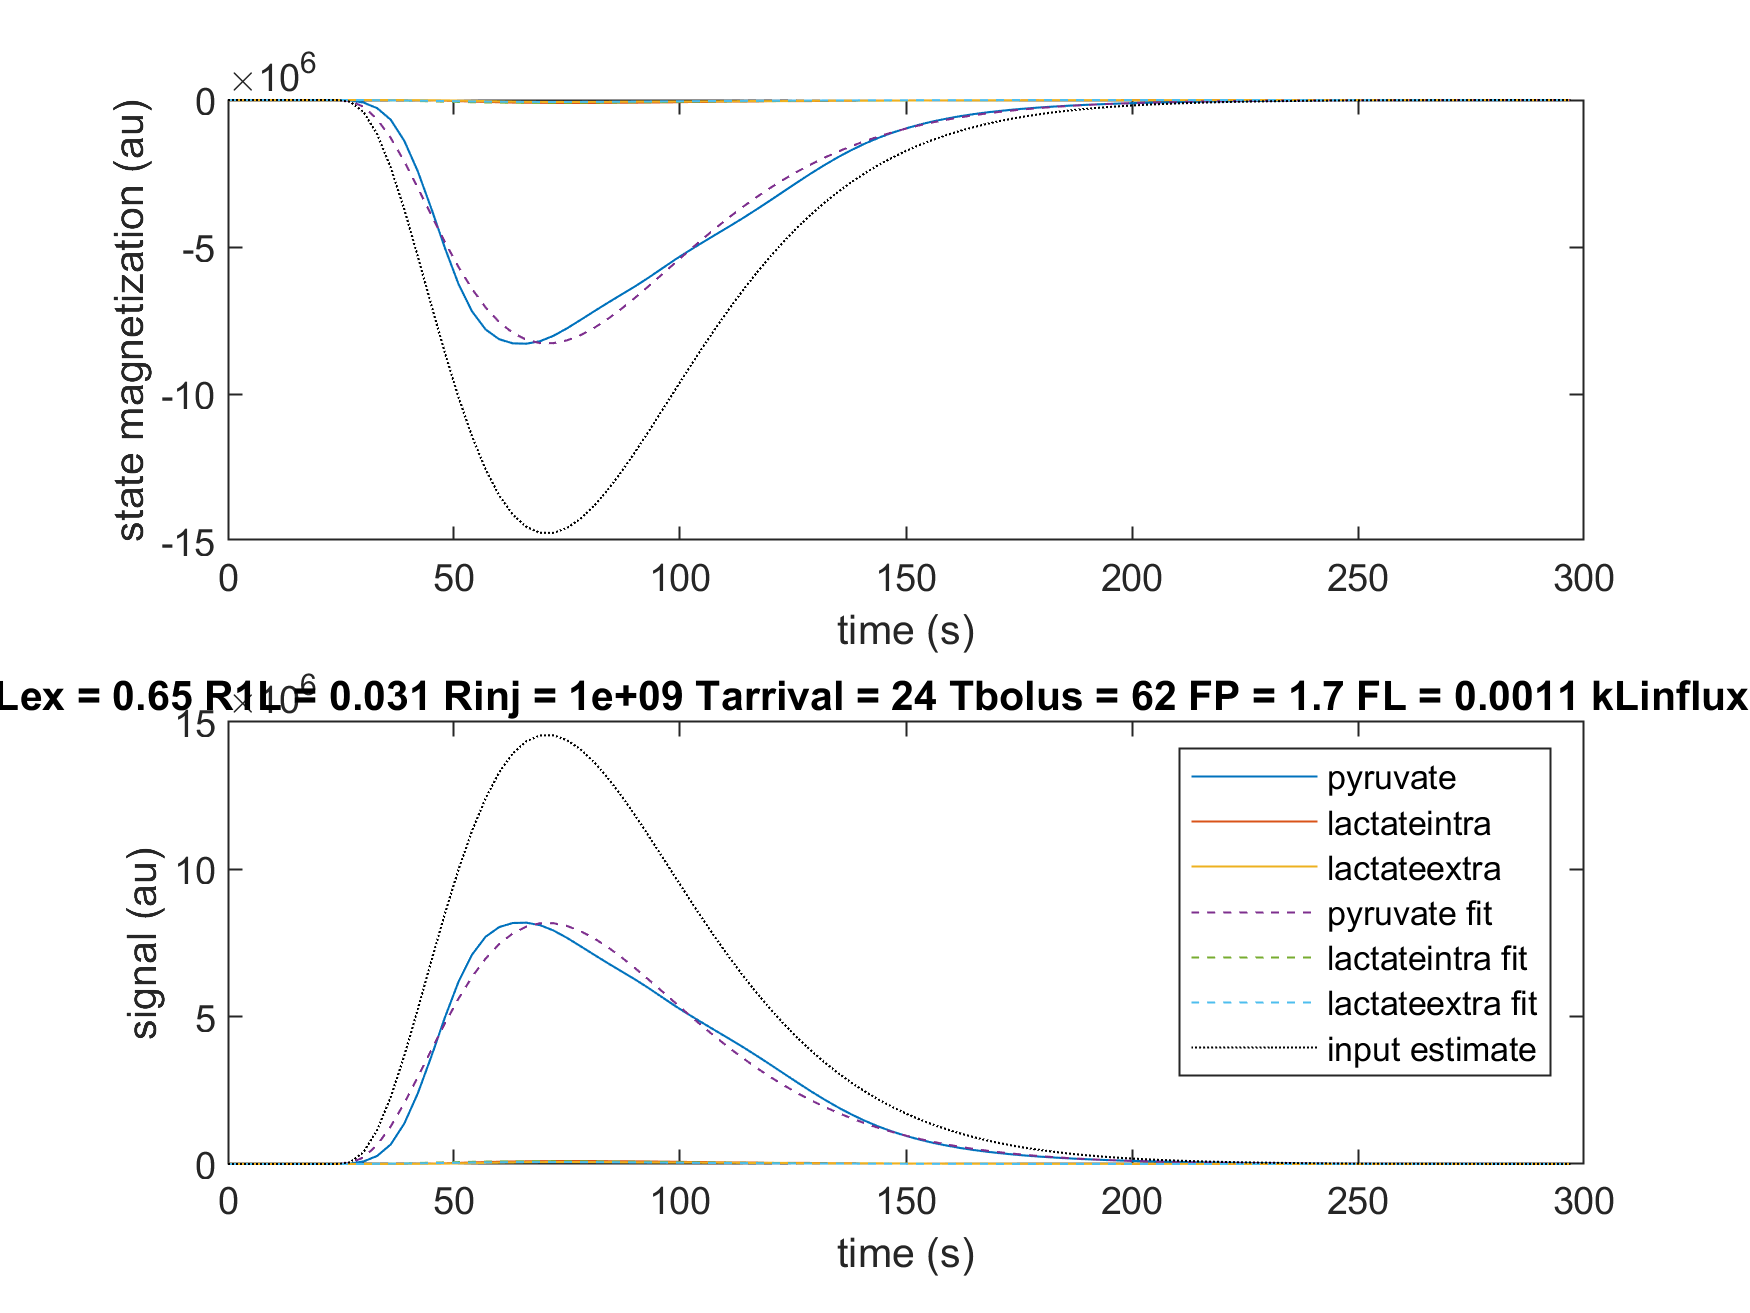 ×10^6
0
-5
-10
-15
state magnetization (au)
0 50 100 150 200 250 300
time (s)
Lex = 0.65 R1L = 0.031 Rinj = 1e+09 Tarrival = 24 Tbolus = 62 FP = 1.7 FL = 0.0011 kLinflux
×10^6
15
10
5
0
signal (au)
pyruvate
lactateintra
lactateextra
pyruvate fit
lactateintra fit
lactateextra fit
input estimate
0 50 100 150 200 250 300
time (s)